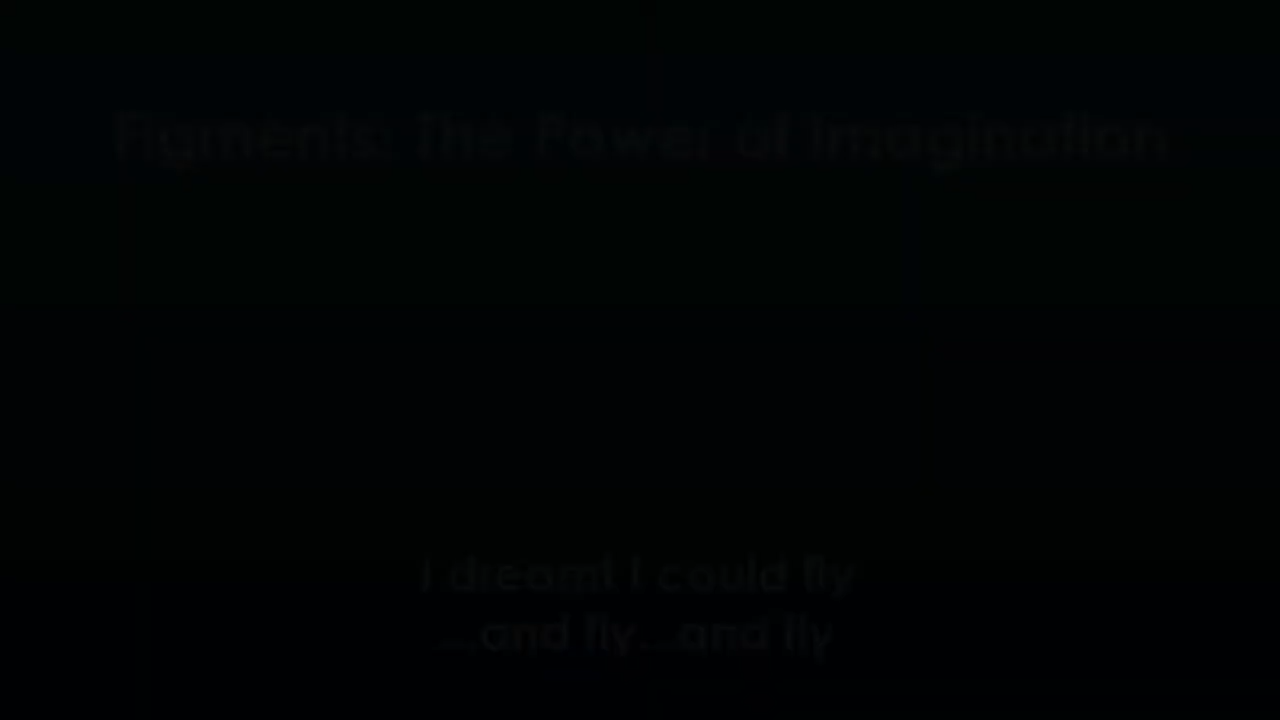 Figments: The Power of Imagination
I dreamt I could fly
...and fly...and fly